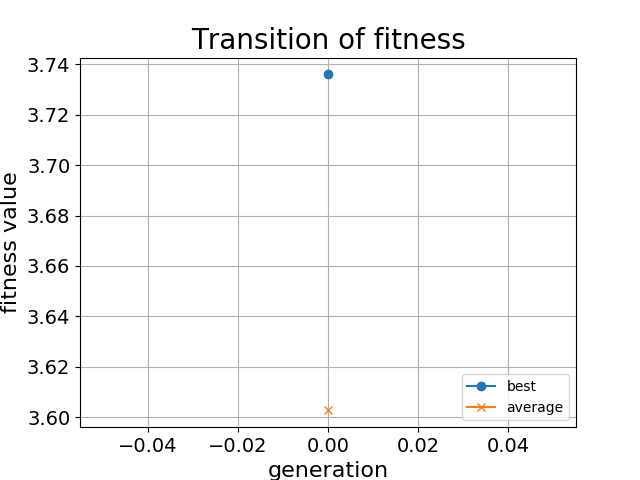 Transition of fitness
3.74
3.72
3.70
3.68
3.66
3.64
3.62
3.60
fitness value
best
average
−0.04 −0.02 0.00 0.02 0.04
generation